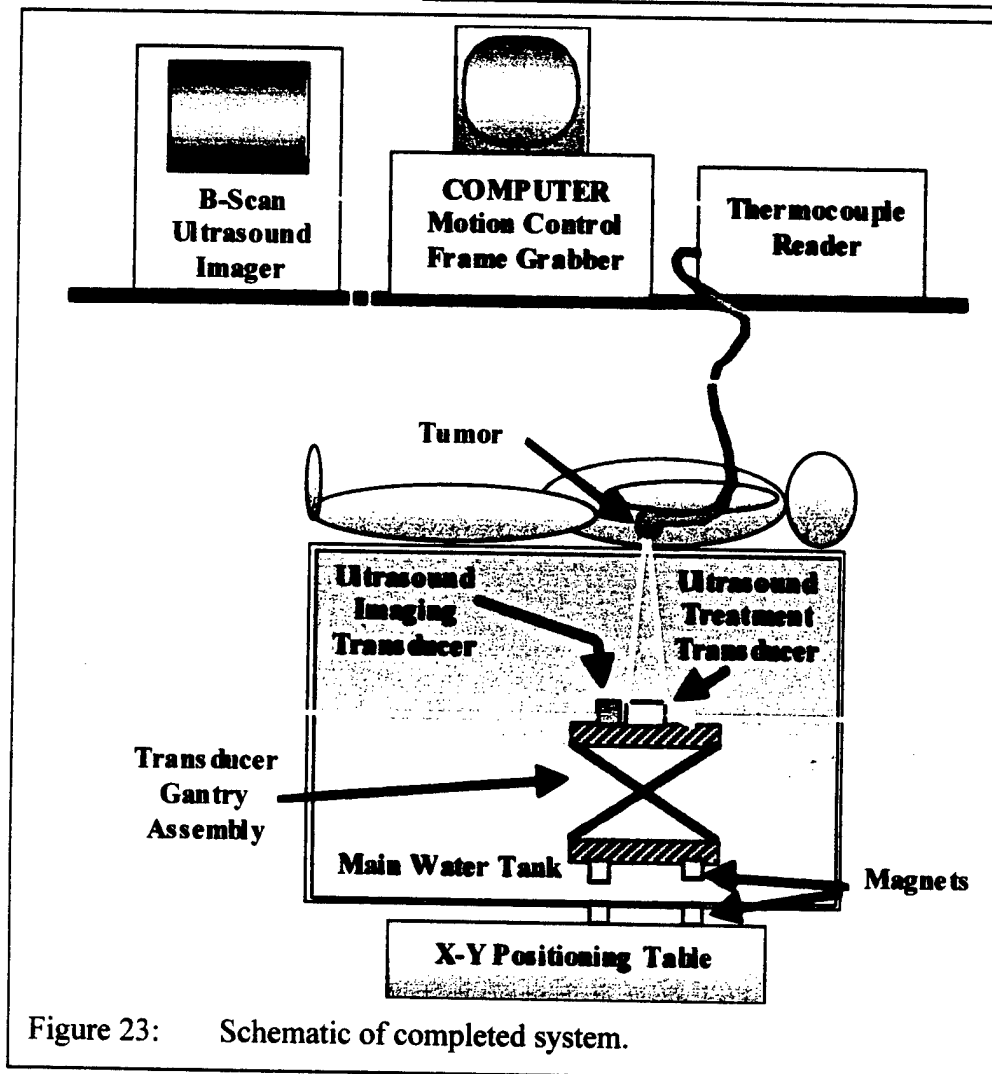 B-Scan
Ultrasound
Imager
COMPUTER
Motion Control
Frame Grabber
Thermocouple
Reader
Tumor
Ultrasound
Imaging
Transducer
Ultrasound
Treatment
Transducer
Transducer
Gantry
Assembly
Main Water Tank
Magnets
X-Y Positioning Table
Figure 23: Schematic of completed system.